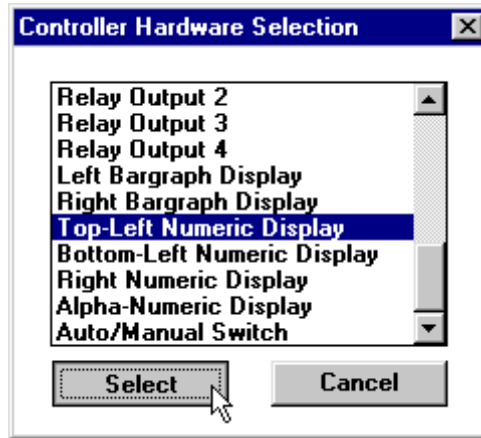 Controller Hardware Selection
Relay Output 2
Relay Output 3
Relay Output 4
Left Bargraph Display
Right Bargraph Display
Top-Left Numeric Display
Bottom-Left Numeric Display
Right Numeric Display
Alpha-Numeric Display
Auto/Manual Switch
Select Cancel